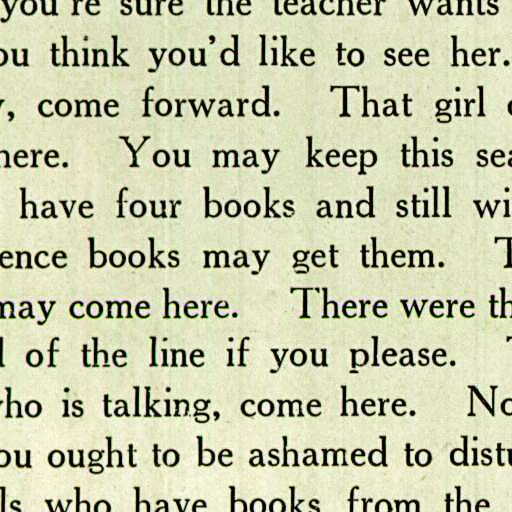 you're sure the teacher wants
ou think you'd like to see her.
y, come forward. That girl
here. You may keep this sea
have four books and still wi
ence books may get them. T
may come here. There were th
l of the line if you please. T
who is talking, come here. No
ou ought to be ashamed to distu
ls who have books from the